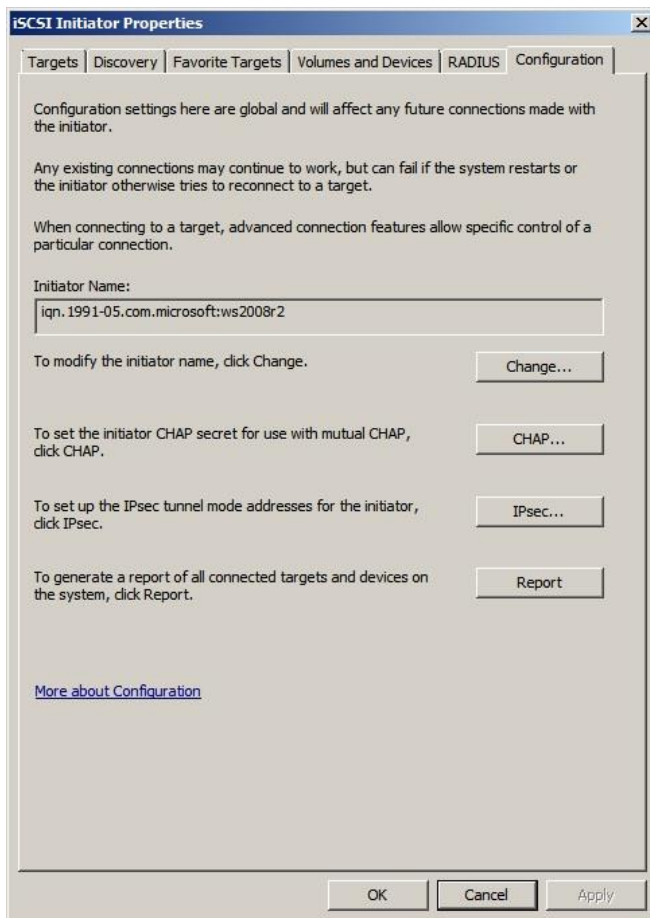 iSCSI Initiator Properties
Targets Discovery Favorite Targets Volumes and Devices RADIUS Configuration
Configuration settings here are global and will affect any future connections made with
the initiator.
Any existing connections may continue to work, but can fail if the system restarts or
the initiator otherwise tries to reconnect to a target.
When connecting to a target, advanced connection features allow specific control of a
particular connection.
Initiator Name:
iqn.1991-05.com.microsoft:ws2008r2
To modify the initiator name, click Change.
Change...
To set the initiator CHAP secret for use with mutual CHAP,
click CHAP.
CHAP...
To set up the IPsec tunnel mode addresses for the initiator,
click IPsec.
IPsec...
To generate a report of all connected targets and devices on
the system, click Report.
Report
More about Configuration
OK Cancel Apply